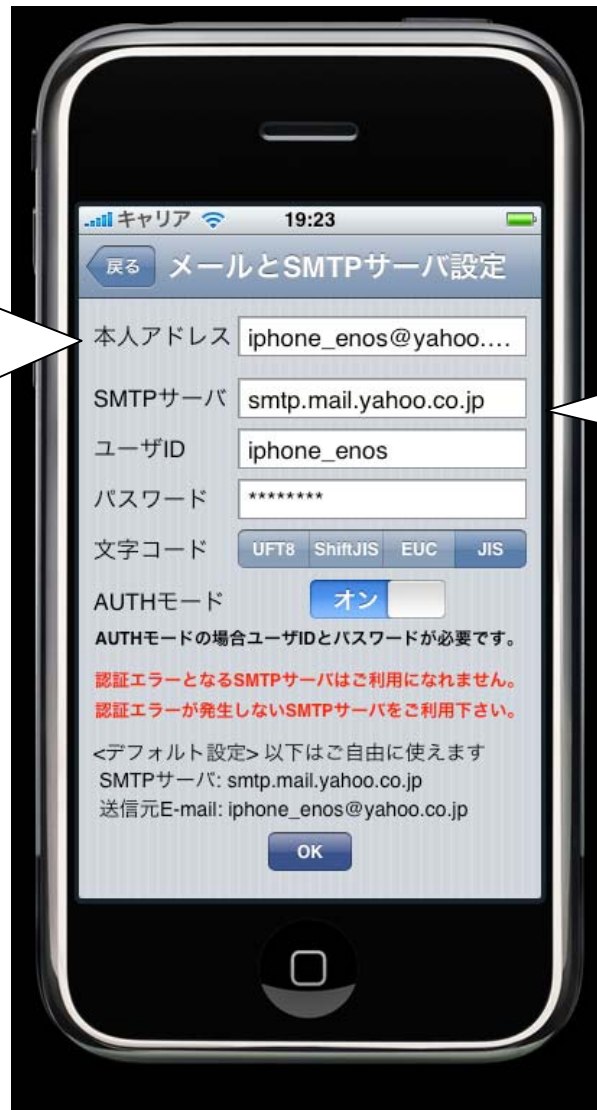 キャリア 19:23
戻る メールとSMTPサーバ設定
本人アドレス iphone_enos@yahoo....
SMTPサーバ smtp.mail.yahoo.co.jp
ユーザID iphone_enos
パスワード ********
文字コード UFT8 ShiftJIS EUC JIS
AUTHモード オン
AUTHモードの場合ユーザIDとパスワードが必要です。
認証エラーとなるSMTPサーバはご利用になれません。
認証エラーが発生しないSMTPサーバをご利用下さい。
<デフォルト設定> 以下はご自由に使えます
SMTPサーバ: smtp.mail.yahoo.co.jp
送信元E-mail: iphone_enos@yahoo.co.jp
OK